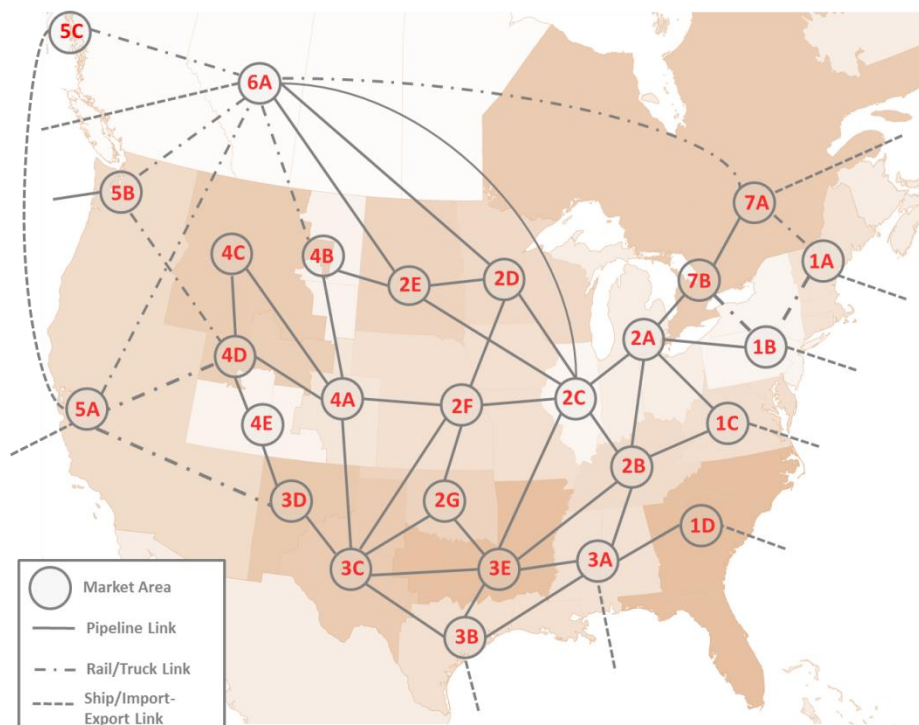 5C
6A
5B
7A
4C
4B
1A
2E
2D
7B
2A
1B
4D
4A
2F
2C
5A
4E
1C
2B
3D
2G
1D
3C
3E
3A
3B
Market Area
Pipeline Link
Rail/Truck Link
Ship/Import-
Export Link